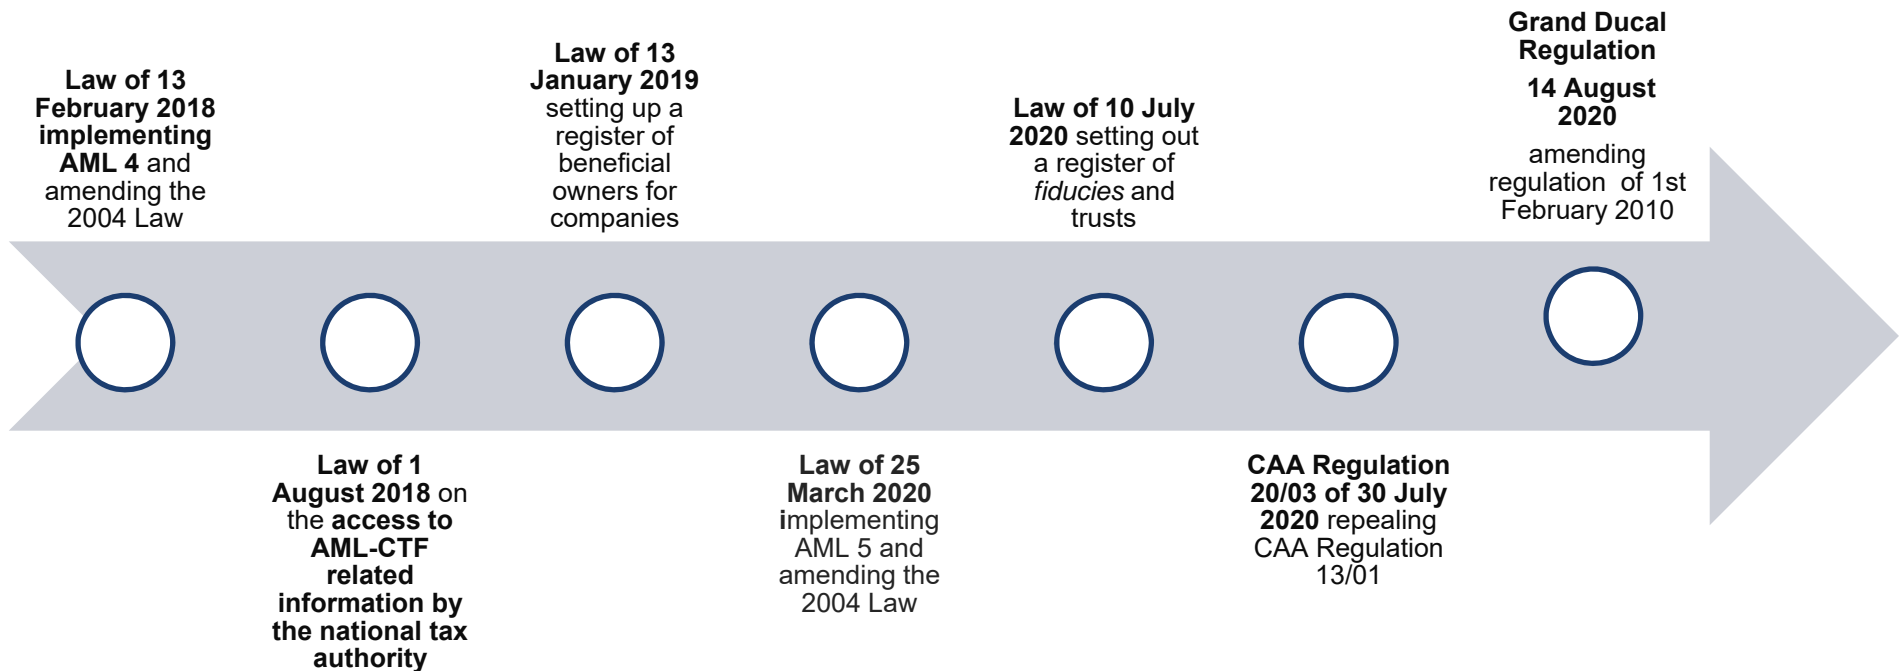 Law of 13
February 2018
implementing
AML 4 and
amending the
2004 Law
Law of 1
August 2018 on
the access to
AML-CTF
related
information by
the national tax
authority
Law of 13
January 2019
setting up a
register of
beneficial
owners for
companies
Law of 25
March 2020
implementing
AML 5 and
amending the
2004 Law
Law of 10 July
2020 setting out
a register of
fiducies and
trusts
CAA Regulation
20/03 of 30 July
2020 repealing
CAA Regulation
13/01
Grand Ducal
Regulation
14 August
2020
amending
regulation of 1st
February 2010